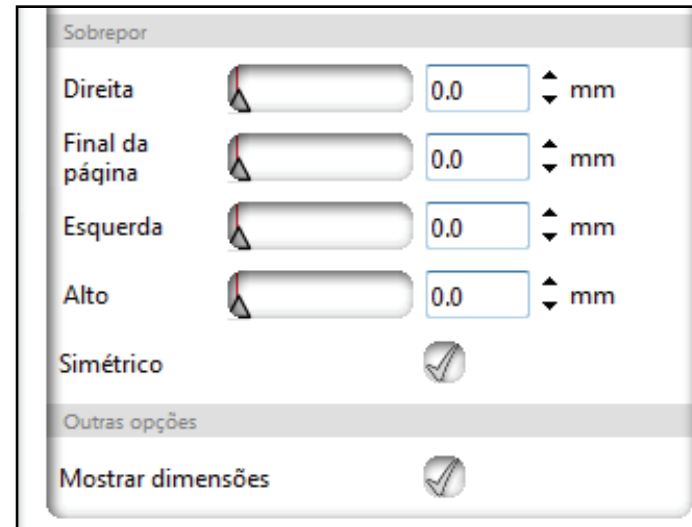 Sobrepor
Direita 0.0 mm
Final da
página 0.0 mm
Esquerda 0.0 mm
Alto 0.0 mm
Simétrico
Outras opções
Mostrar dimensões